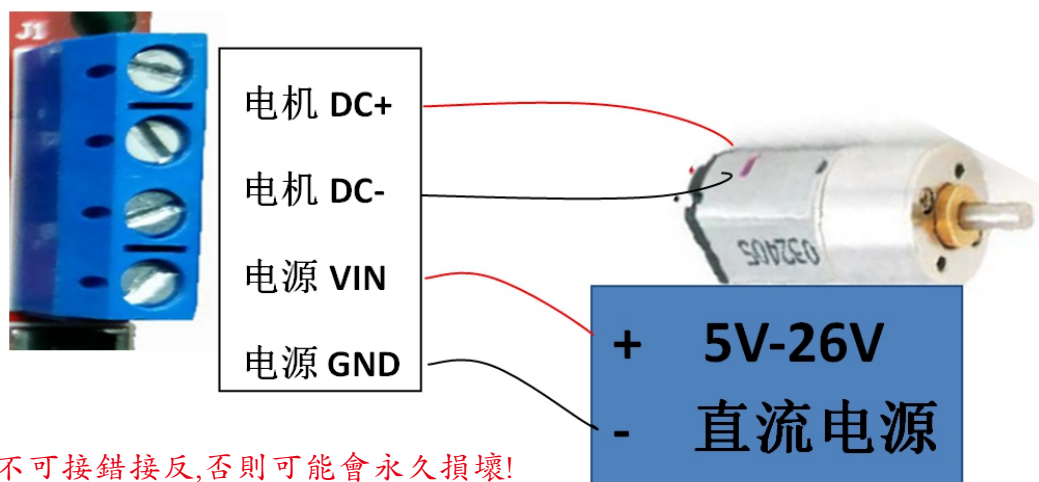 J1
电机 DC+
电机 DC-
电源 VIN
电源 GND
032405
+ 5V-26V
- 直流电源
不可接錯接反,否則可能會永久損壞!